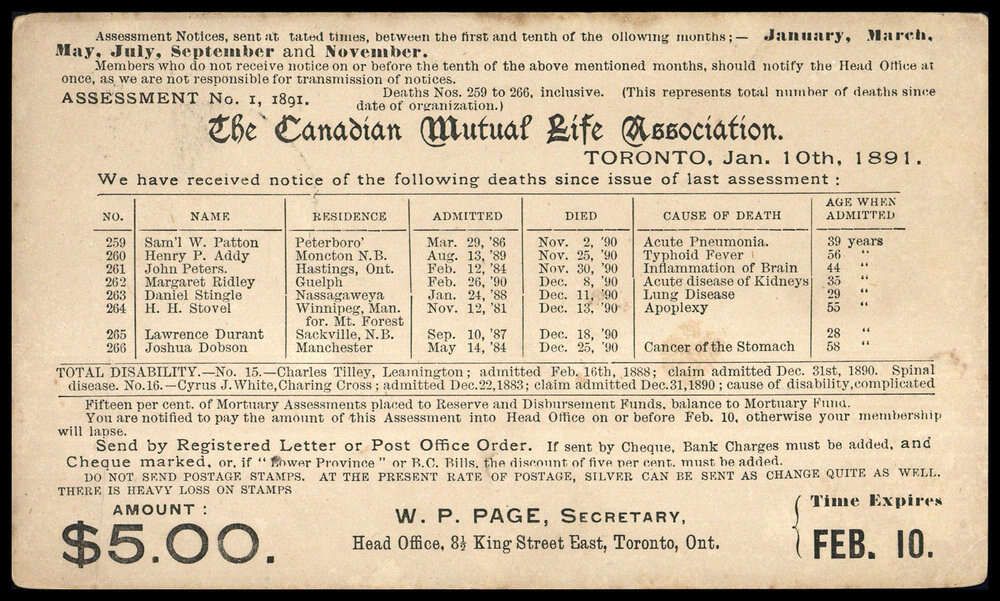 Assessment Notices, sent at tated times, between the first and tenth of the ollowing months;— January, March,
May, July, September and November.
Members who do not receive notice on or before the tenth of the above mentioned months, should notify the Head Office at
once, as we are not responsible for transmission of notices.
ASSESSMENT No. 1, 1891. Deaths Nos. 259 to 266, inclusive. (This represents total number of deaths since
date of organization.)
The Canadian Mutual Life Association.
TORONTO, Jan. 10th, 1891.
We have received notice of the following deaths since issue of last assessment :
NO. NAME RESIDENCE ADMITTED DIED CAUSE OF DEATH AGE WHEN ADMITTED
259 Sam'l W. Patton Peterboro' Mar. 29, '86 Nov. 2, '90 Acute Pneumonia. 39 years
260 Henry P. Addy Moncton N.B. Aug. 13, '89 Nov. 25, '90 Typhoid Fever 56 "
261 John Peters. Hastings, Ont. Feb. 12, '84 Nov. 30, '90 Inflammation of Brain 44 "
262 Margaret Ridley Guelph Feb. 26, '90 Dec. 8, '90 Acute disease of Kidneys 35 "
263 Daniel Stingle Nassagaweya Jan. 24, '88 Dec. 11, '90 Lung Disease 29 "
264 H. H. Stovel Winnipeg, Man. Nov. 12, '81 Dec. 13, '90 Apoplexy 55 "
for. Mt. Forest
265 Lawrence Durant Sackville, N.B. Sep. 10, '87 Dec. 18, '90 28 "
266 Joshua Dobson Manchester May 14, '84 Dec. 25, '90 Cancer of the Stomach 58 "
TOTAL DISABILITY.—No. 15.—Charles Tilley, Leamington; admitted Feb. 16th, 1888; claim admitted Dec. 31st, 1890. Spinal
disease. No.16.—Cyrus J.White,Charing Cross; admitted Dec.22,1883; claim admitted Dec.31,1890; cause of disability,complicated
Fifteen per cent. of Mortuary Assessments placed to Reserve and Disbursement Funds. balance to Mortuary Fund.
You are notified to pay the amount of this Assessment into Head Office on or before Feb. 10, otherwise your membership
will lapse.
Send by Registered Letter or Post Office Order. If sent by Cheque, Bank Charges must be added, and
Cheque marked, or, if "Lower Province" or B.C. Bills, the discount of five per cent. must be added.
DO NOT SEND POSTAGE STAMPS. AT THE PRESENT RATE OF POSTAGE, SILVER CAN BE SENT AS CHANGE QUITE AS WELL.
THERE IS HEAVY LOSS ON STAMPS
AMOUNT :
$5.00.
W. P. PAGE, SECRETARY,
Head Office, 8½ King Street East, Toronto, Ont.
Time Expires
FEB. 10.